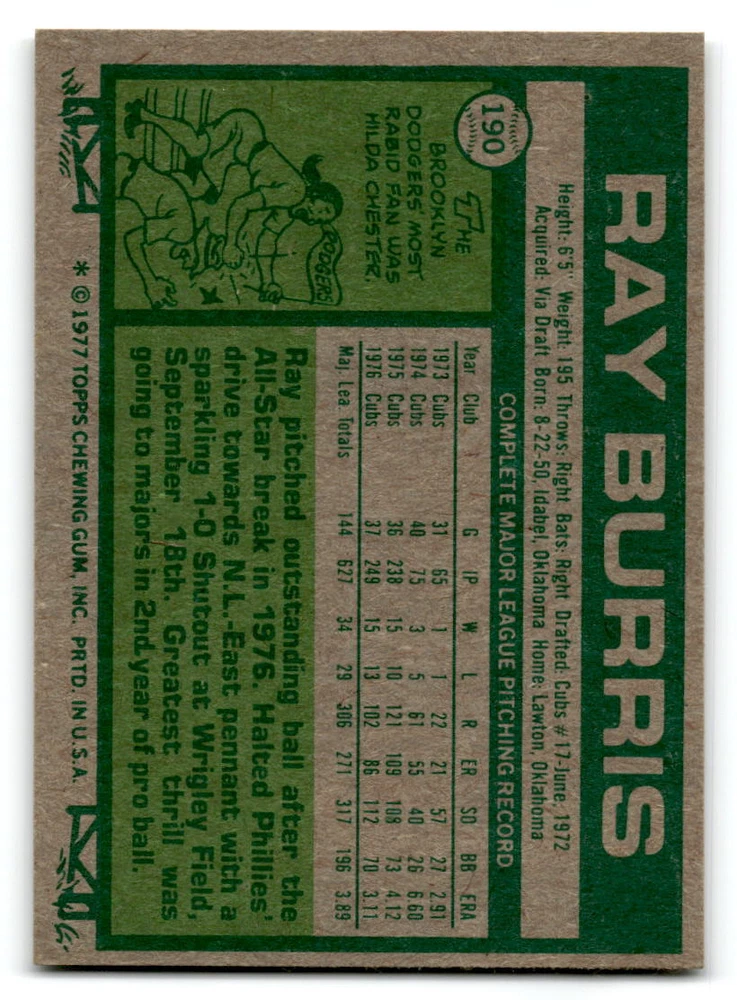 190
RAY BURRIS
Height: 6'5" Weight: 195 Throws: Right Bats: Right Drafted: Cubs #17-June, 1972
Acquired: Via Draft Born: 8-22-50, Idabel, Oklahoma Home: Lawton, Oklahoma
COMPLETE MAJOR LEAGUE PITCHING RECORD
Year Club G IP W L R ER SO BB ERA
1973 Cubs 31 65 1 1 22 21 57 27 2.91
1974 Cubs 40 75 3 5 61 55 40 26 6.60
1975 Cubs 36 238 15 10 121 109 108 73 4.12
1976 Cubs 37 249 15 13 102 86 112 70 3.11
Maj. Lea Totals 144 627 34 29 306 271 317 196 3.89
THE
BROOKLYN
DODGERS' MOST
RABID FAN WAS
HILDA CHESTER.
DODGERS
Ray pitched outstanding ball after the
All-Star break in 1976. Halted Phillies'
drive towards N.L.-East pennant with a
sparkling 1-0 Shutout at Wrigley Field,
September 18th. Greatest thrill was
going to majors in 2nd year of pro ball.
* © 1977 TOPPS CHEWING GUM, INC. PRTD. IN U.S.A.